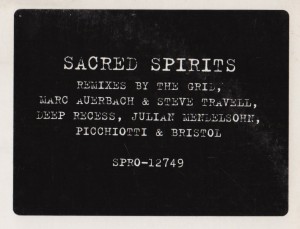 SACRED SPIRITS
REMIXES BY THE GRID,
MARC AUERBACH & STEVE TRAVELL,
DEEP RECESS, JULIAN MENDELSOHN,
PICCHIOTTI & BRISTOL
SPRO-12749